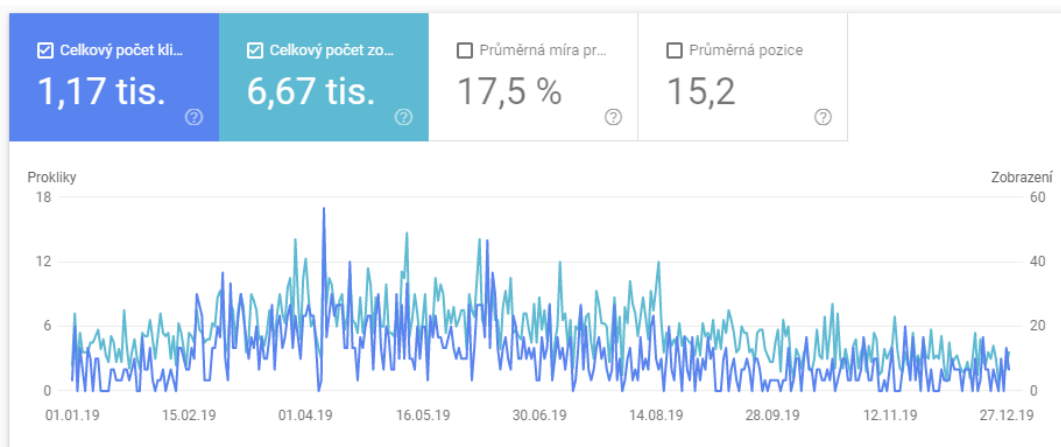 Celkový počet kli... Celkový počet zo... Průměrná míra pr... Průměrná pozice
1,17 tis. 6,67 tis. 17,5 % 15,2
Prokliky Zobrazení
18 60
12 40
6 20
0 0
01.01.19 15.02.19 01.04.19 16.05.19 30.06.19 14.08.19 28.09.19 12.11.19 27.12.19